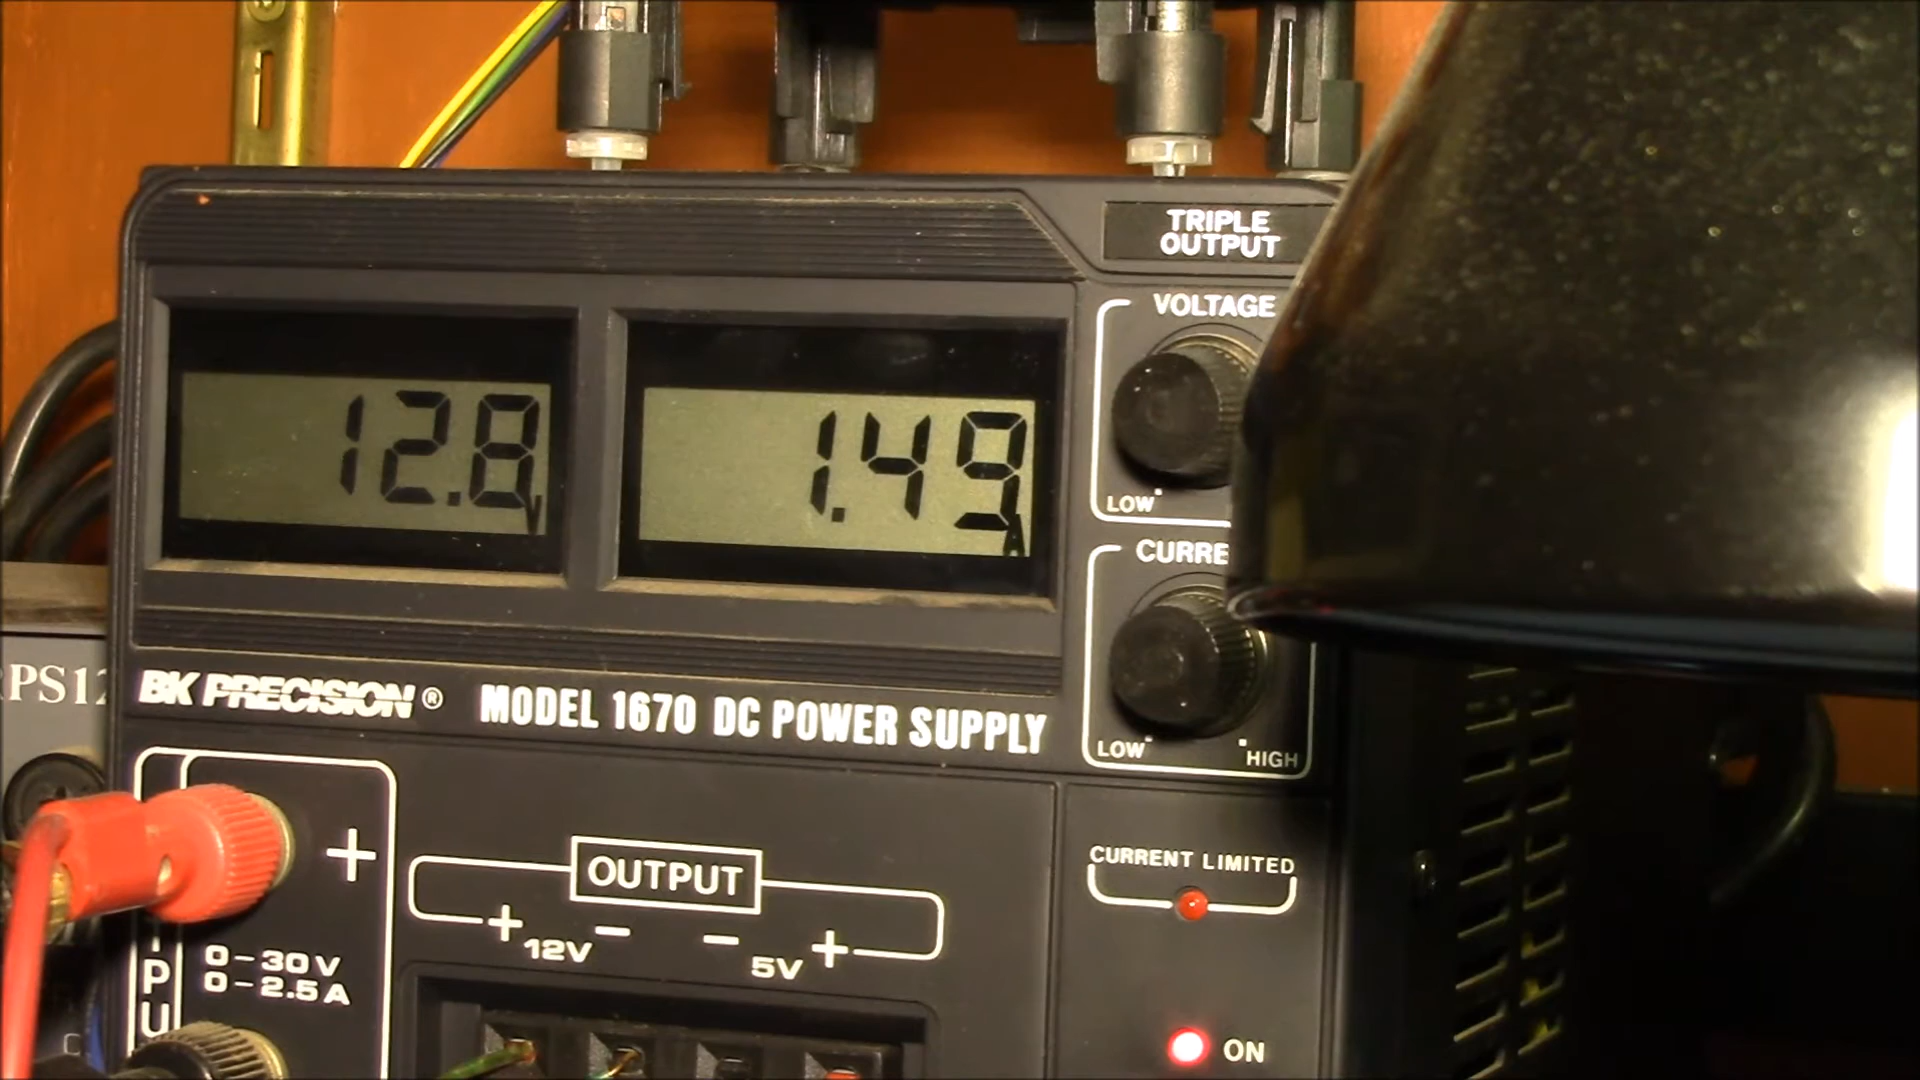 TRIPLE
OUTPUT
VOLTAGE
12.8 V
1.49 A
LOW
CURRE
LOW HIGH
RPS12
BK PRECISION® MODEL 1670 DC POWER SUPPLY
+
OUTPUT
+ 12V − − 5V +
CURRENT LIMITED
0-30V
0-2.5A
ON